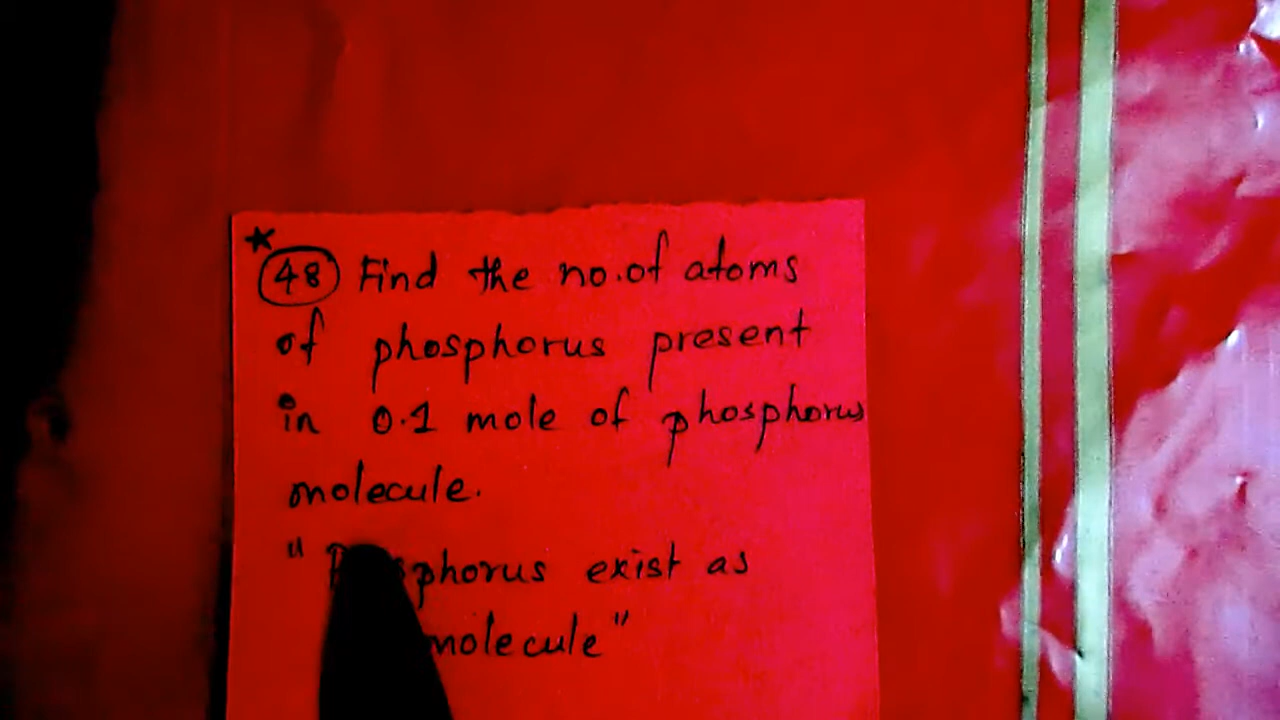 ★
48 Find the no.of atoms
of phosphorus present
in 0.1 mole of phosphorus
molecule.
" exist as
molecule"